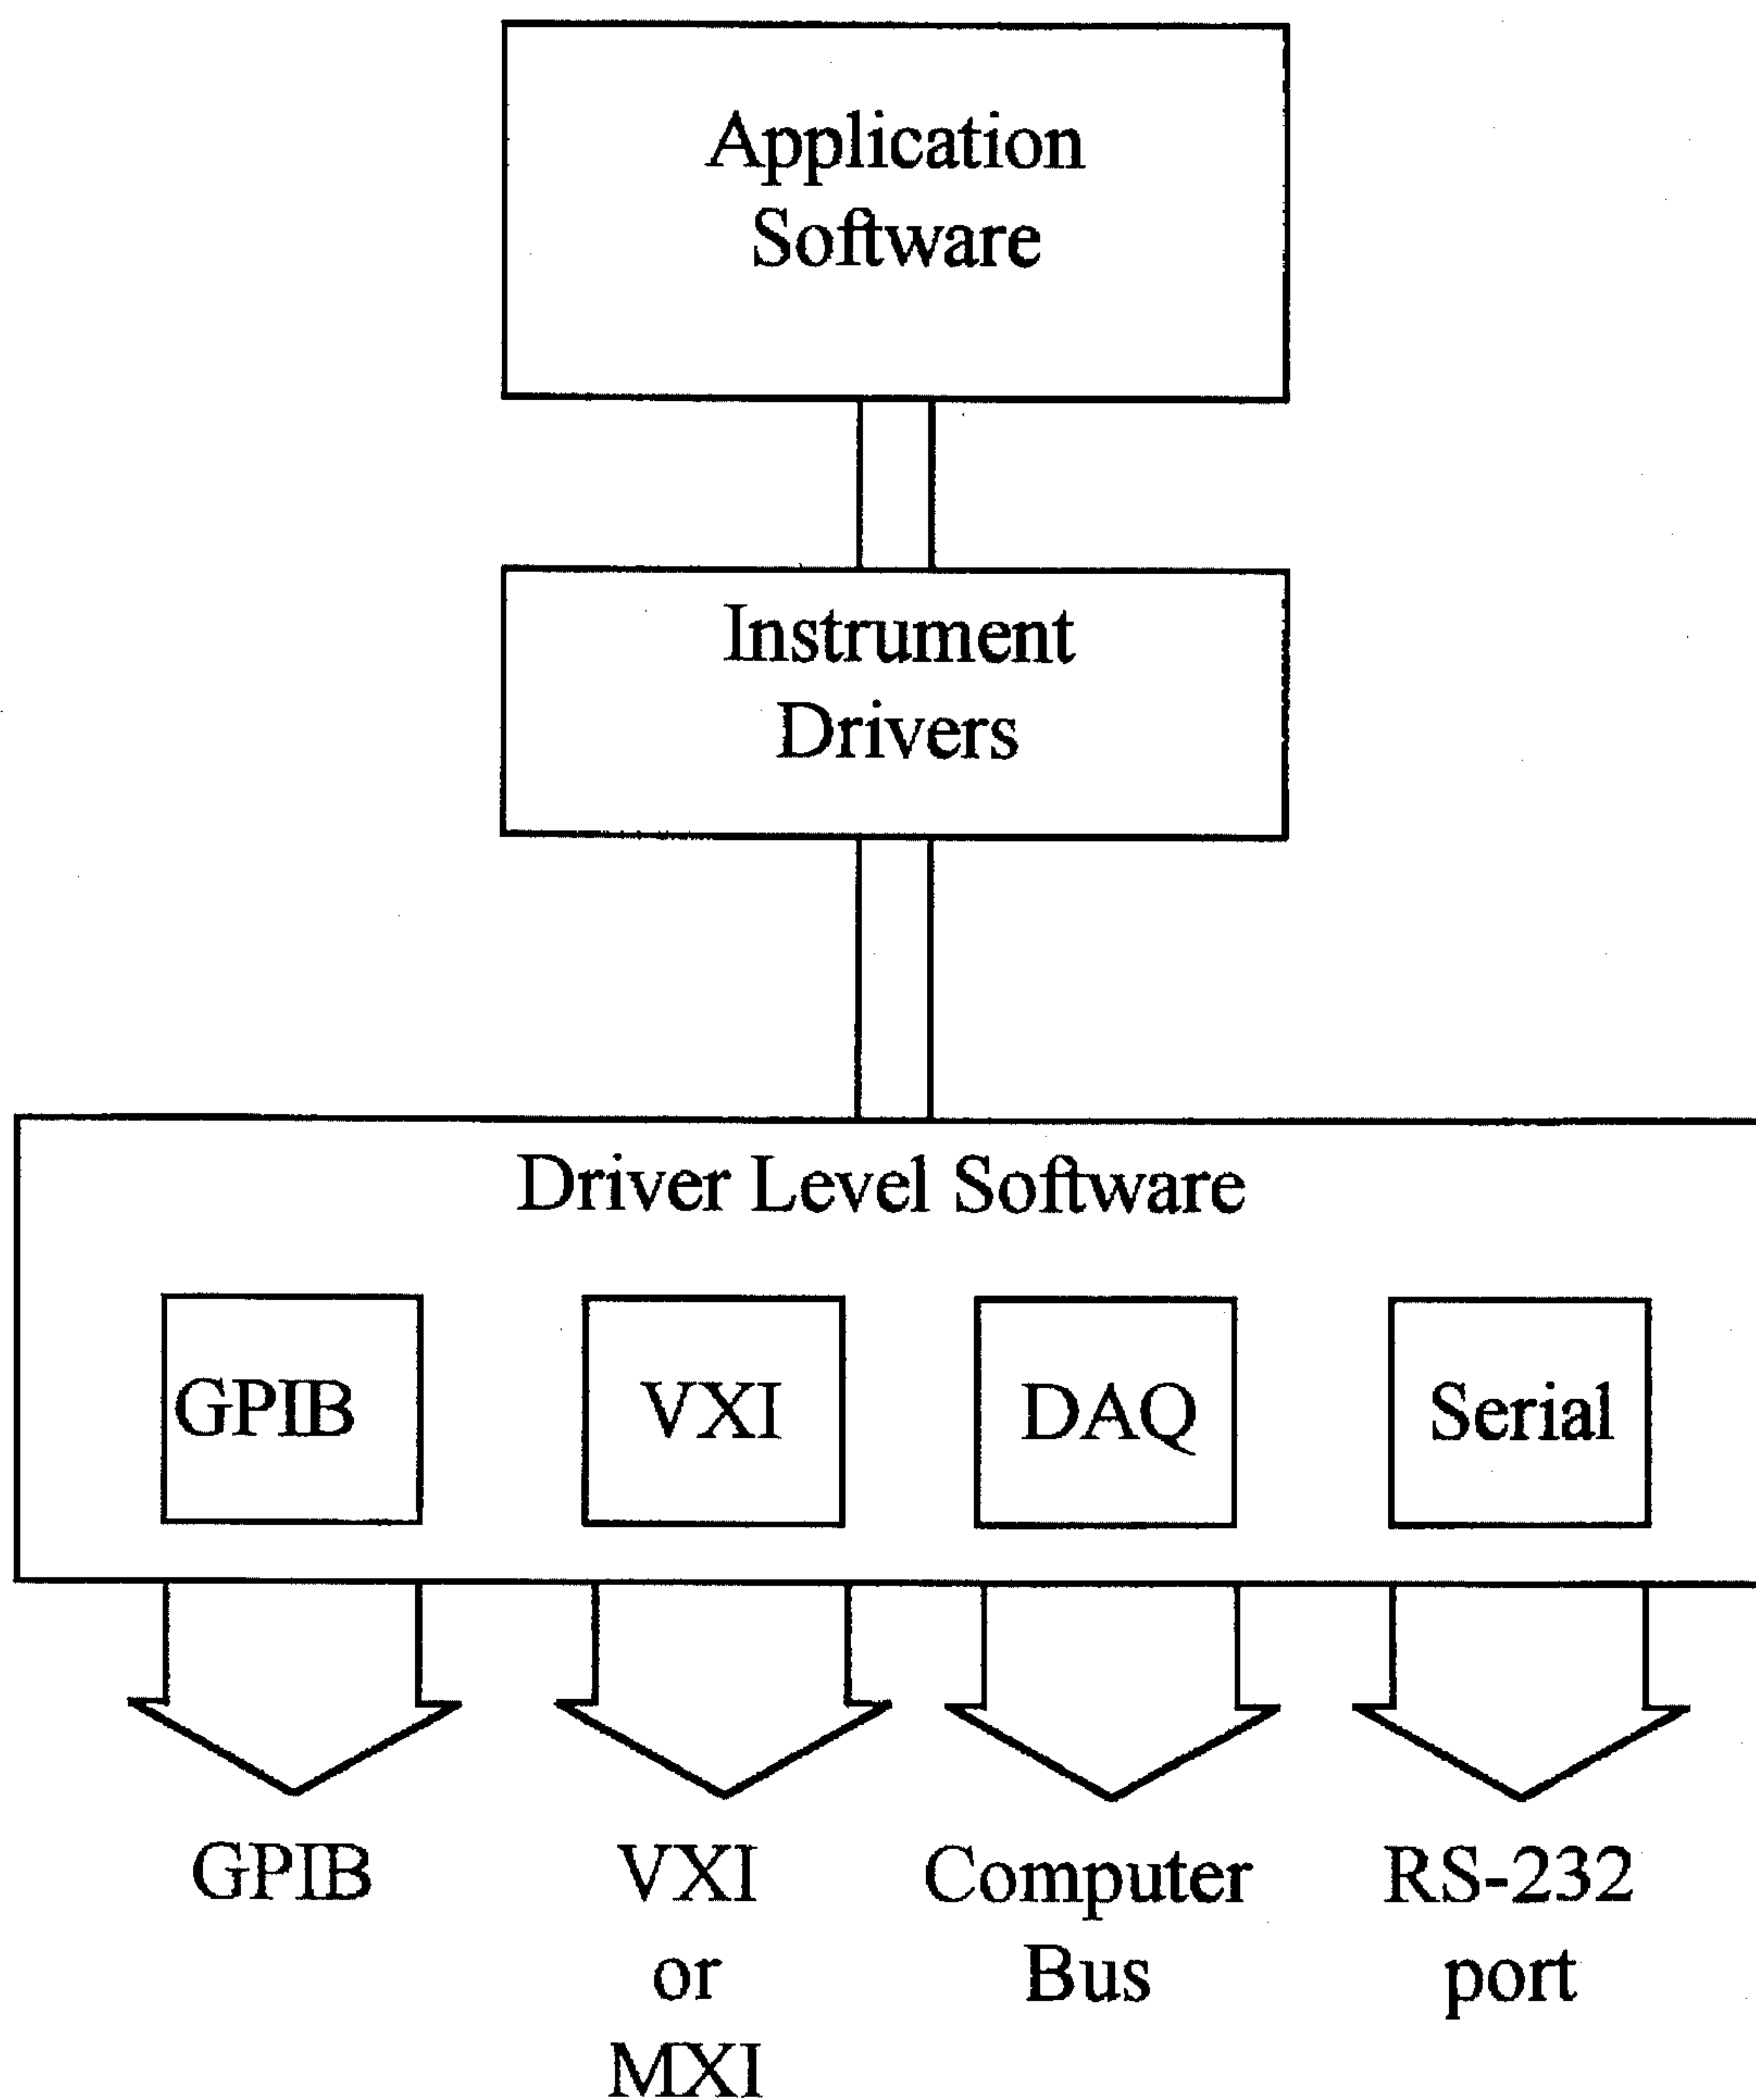 Application
Software
Instrument
Drivers
Driver Level Software
GPIB
VXI
DAQ
Serial
GPIB
VXI
or
MXI
Computer
Bus
RS-232
port